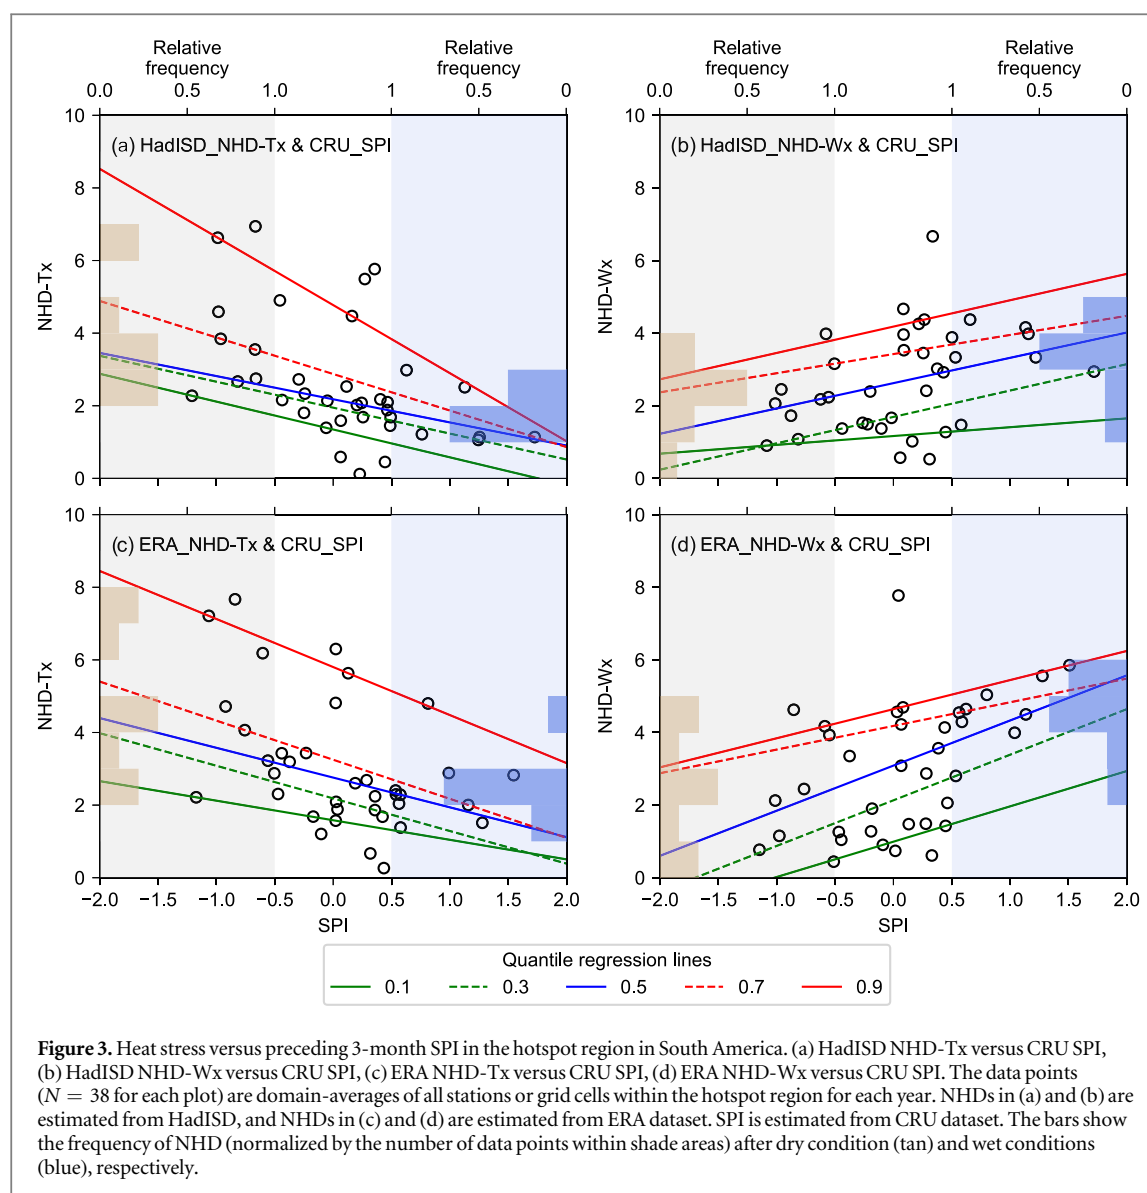 Relative frequency
Relative frequency
Relative frequency
Relative frequency
0.0 0.5 1.0 1 0.5 0
0.0 0.5 1.0 1 0.5 0
10
8
6
4
2
0
NHD-Tx
(a) HadISD_NHD-Tx & CRU_SPI
10
8
6
4
2
0
NHD-Wx
(b) HadISD_NHD-Wx & CRU_SPI
10
8
6
4
2
0
NHD-Tx
(c) ERA_NHD-Tx & CRU_SPI
−2.0 −1.5 −1.0 −0.5 0.0 0.5 1.0 1.5 2.0
SPI
10
8
6
4
2
0
NHD-Wx
(d) ERA_NHD-Wx & CRU_SPI
−2.0 −1.5 −1.0 −0.5 0.0 0.5 1.0 1.5 2.0
SPI
Quantile regression lines
0.1 0.3 0.5 0.7 0.9
Figure 3. Heat stress versus preceding 3-month SPI in the hotspot region in South America. (a) HadISD NHD-Tx versus CRU SPI,
(b) HadISD NHD-Wx versus CRU SPI, (c) ERA NHD-Tx versus CRU SPI, (d) ERA NHD-Wx versus CRU SPI. The data points
(N = 38 for each plot) are domain-averages of all stations or grid cells within the hotspot region for each year. NHDs in (a) and (b) are
estimated from HadISD, and NHDs in (c) and (d) are estimated from ERA dataset. SPI is estimated from CRU dataset. The bars show
the frequency of NHD (normalized by the number of data points within shade areas) after dry condition (tan) and wet conditions
(blue), respectively.